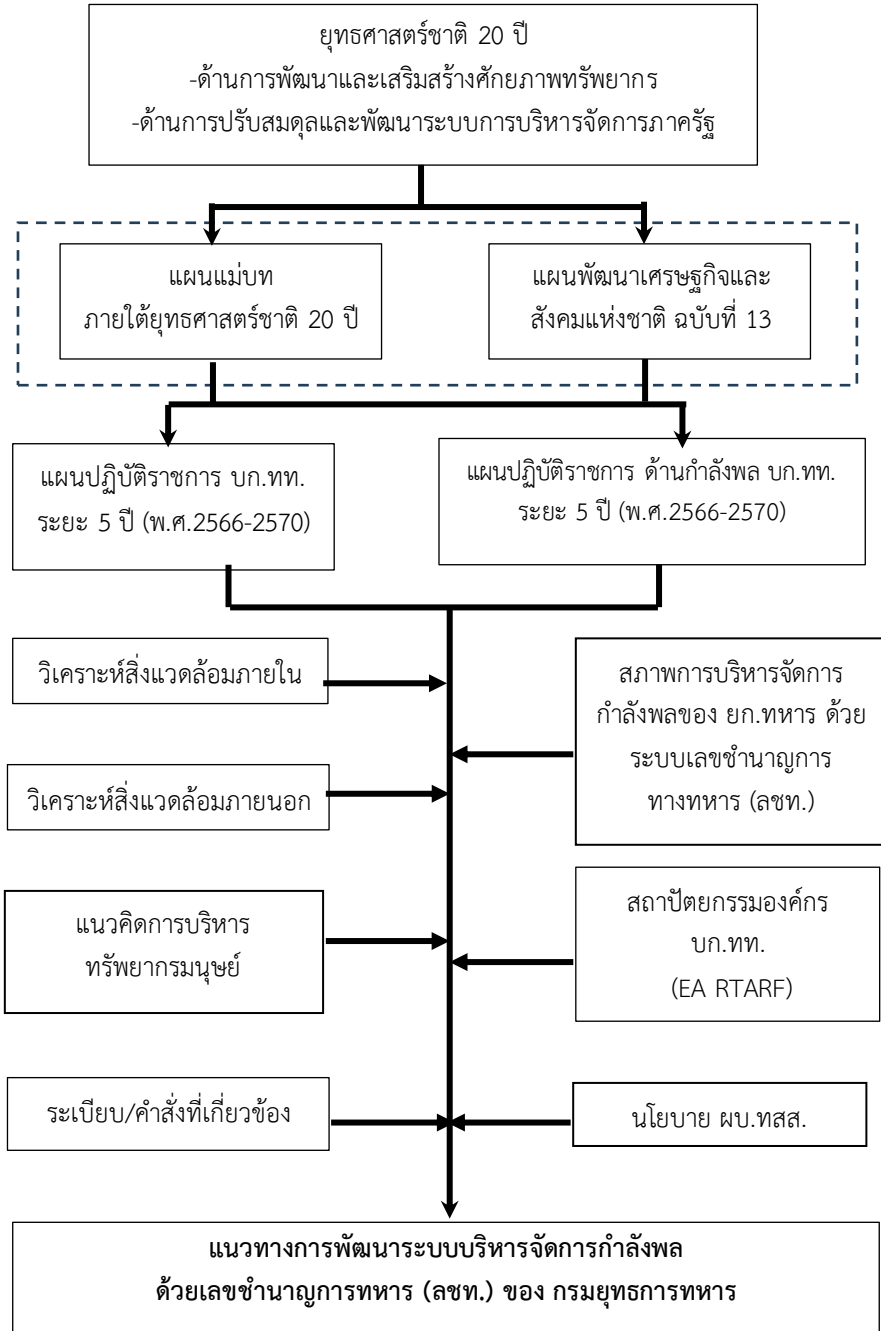 ยุทธศาสตร์ชาติ 20 ปี
-ด้านการพัฒนาและเสริมสร้างศักยภาพทรัพยากร
-ด้านการปรับสมดุลและพัฒนาระบบการบริหารจัดการภาครัฐ
แผนแม่บท
ภายใต้ยุทธศาสตร์ชาติ 20 ปี
แผนพัฒนาเศรษฐกิจและ
สังคมแห่งชาติ ฉบับที่ 13
แผนปฏิบัติราชการ บก.ทท.
ระยะ 5 ปี (พ.ศ.2566-2570)
แผนปฏิบัติราชการ ด้านกำลังพล บก.ทท.
ระยะ 5 ปี (พ.ศ.2566-2570)
วิเคราะห์สิ่งแวดล้อมภายใน
สภาพการบริหารจัดการ
กำลังพลของ ยก.ทหาร ด้วย
ระบบเลขชำนาญการ
ทางทหาร (ลชท.)
วิเคราะห์สิ่งแวดล้อมภายนอก
แนวคิดการบริหาร
ทรัพยากรมนุษย์
สถาปัตยกรรมองค์กร
บก.ทท.
(EA RTARF)
ระเบียบ/คำสั่งที่เกี่ยวข้อง
นโยบาย ผบ.ทสส.
แนวทางการพัฒนาระบบบริหารจัดการกำลังพล
ด้วยเลขชำนาญการทหาร (ลชท.) ของ กรมยุทธการทหาร